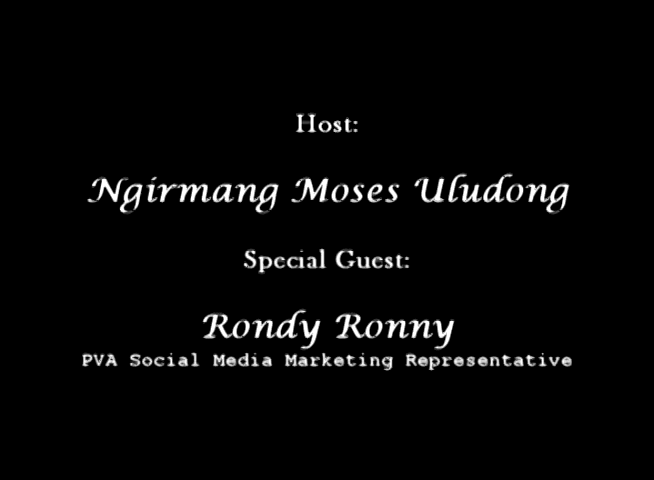 Host:
Ngirmang Moses Uludong
Special Guest:
Rondy Ronny
PVA Social Media Marketing Representative